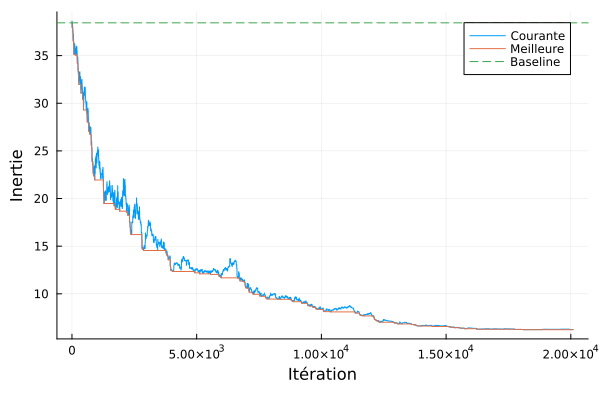 Courante
Meilleure
Baseline
35
30
25
20
15
10
Inertie
0
5.00×10³
1.00×10⁴
1.50×10⁴
2.00×10⁴
Itération